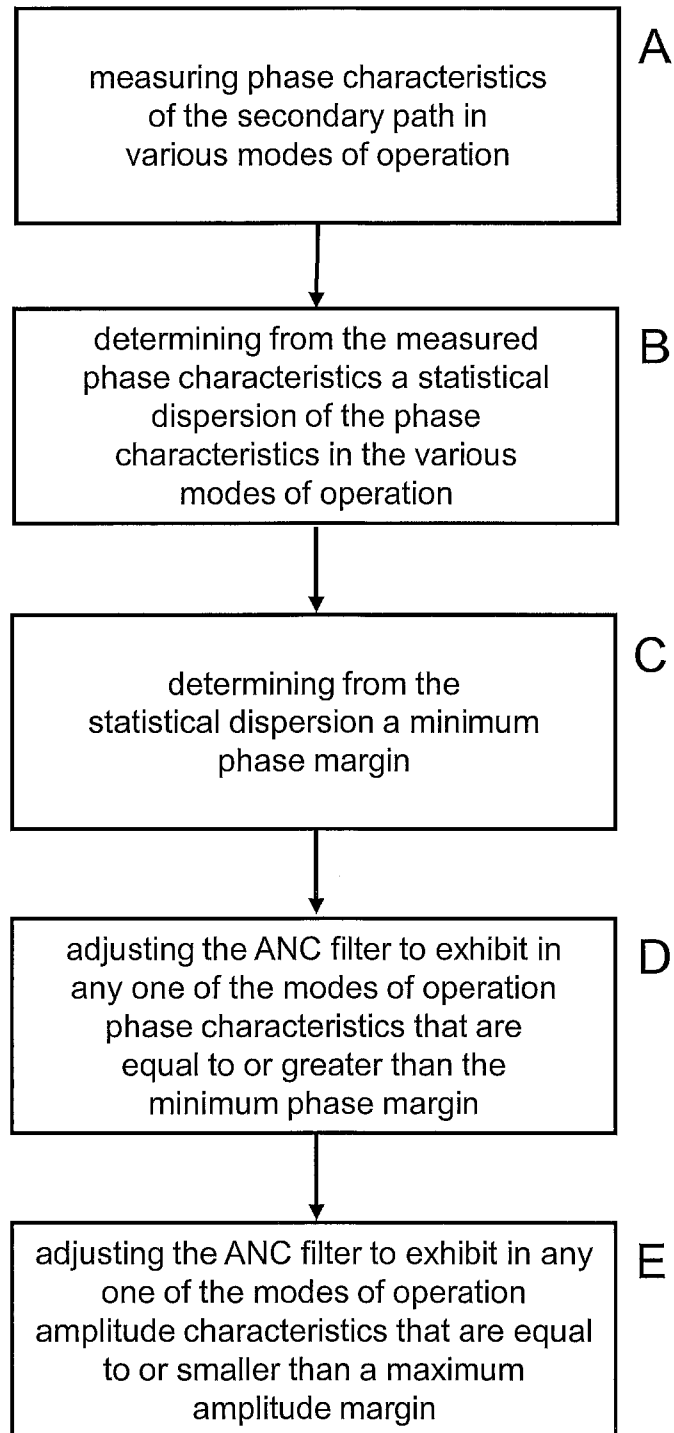 A
measuring phase characteristics
of the secondary path in
various modes of operation
B
determining from the measured
phase characteristics a statistical
dispersion of the phase
characteristics in the various
modes of operation
C
determining from the
statistical dispersion a minimum
phase margin
D
adjusting the ANC filter to exhibit in
any one of the modes of operation
phase characteristics that are
equal to or greater than the
minimum phase margin
E
adjusting the ANC filter to exhibit in any
one of the modes of operation
amplitude characteristics that are equal
to or smaller than a maximum
amplitude margin